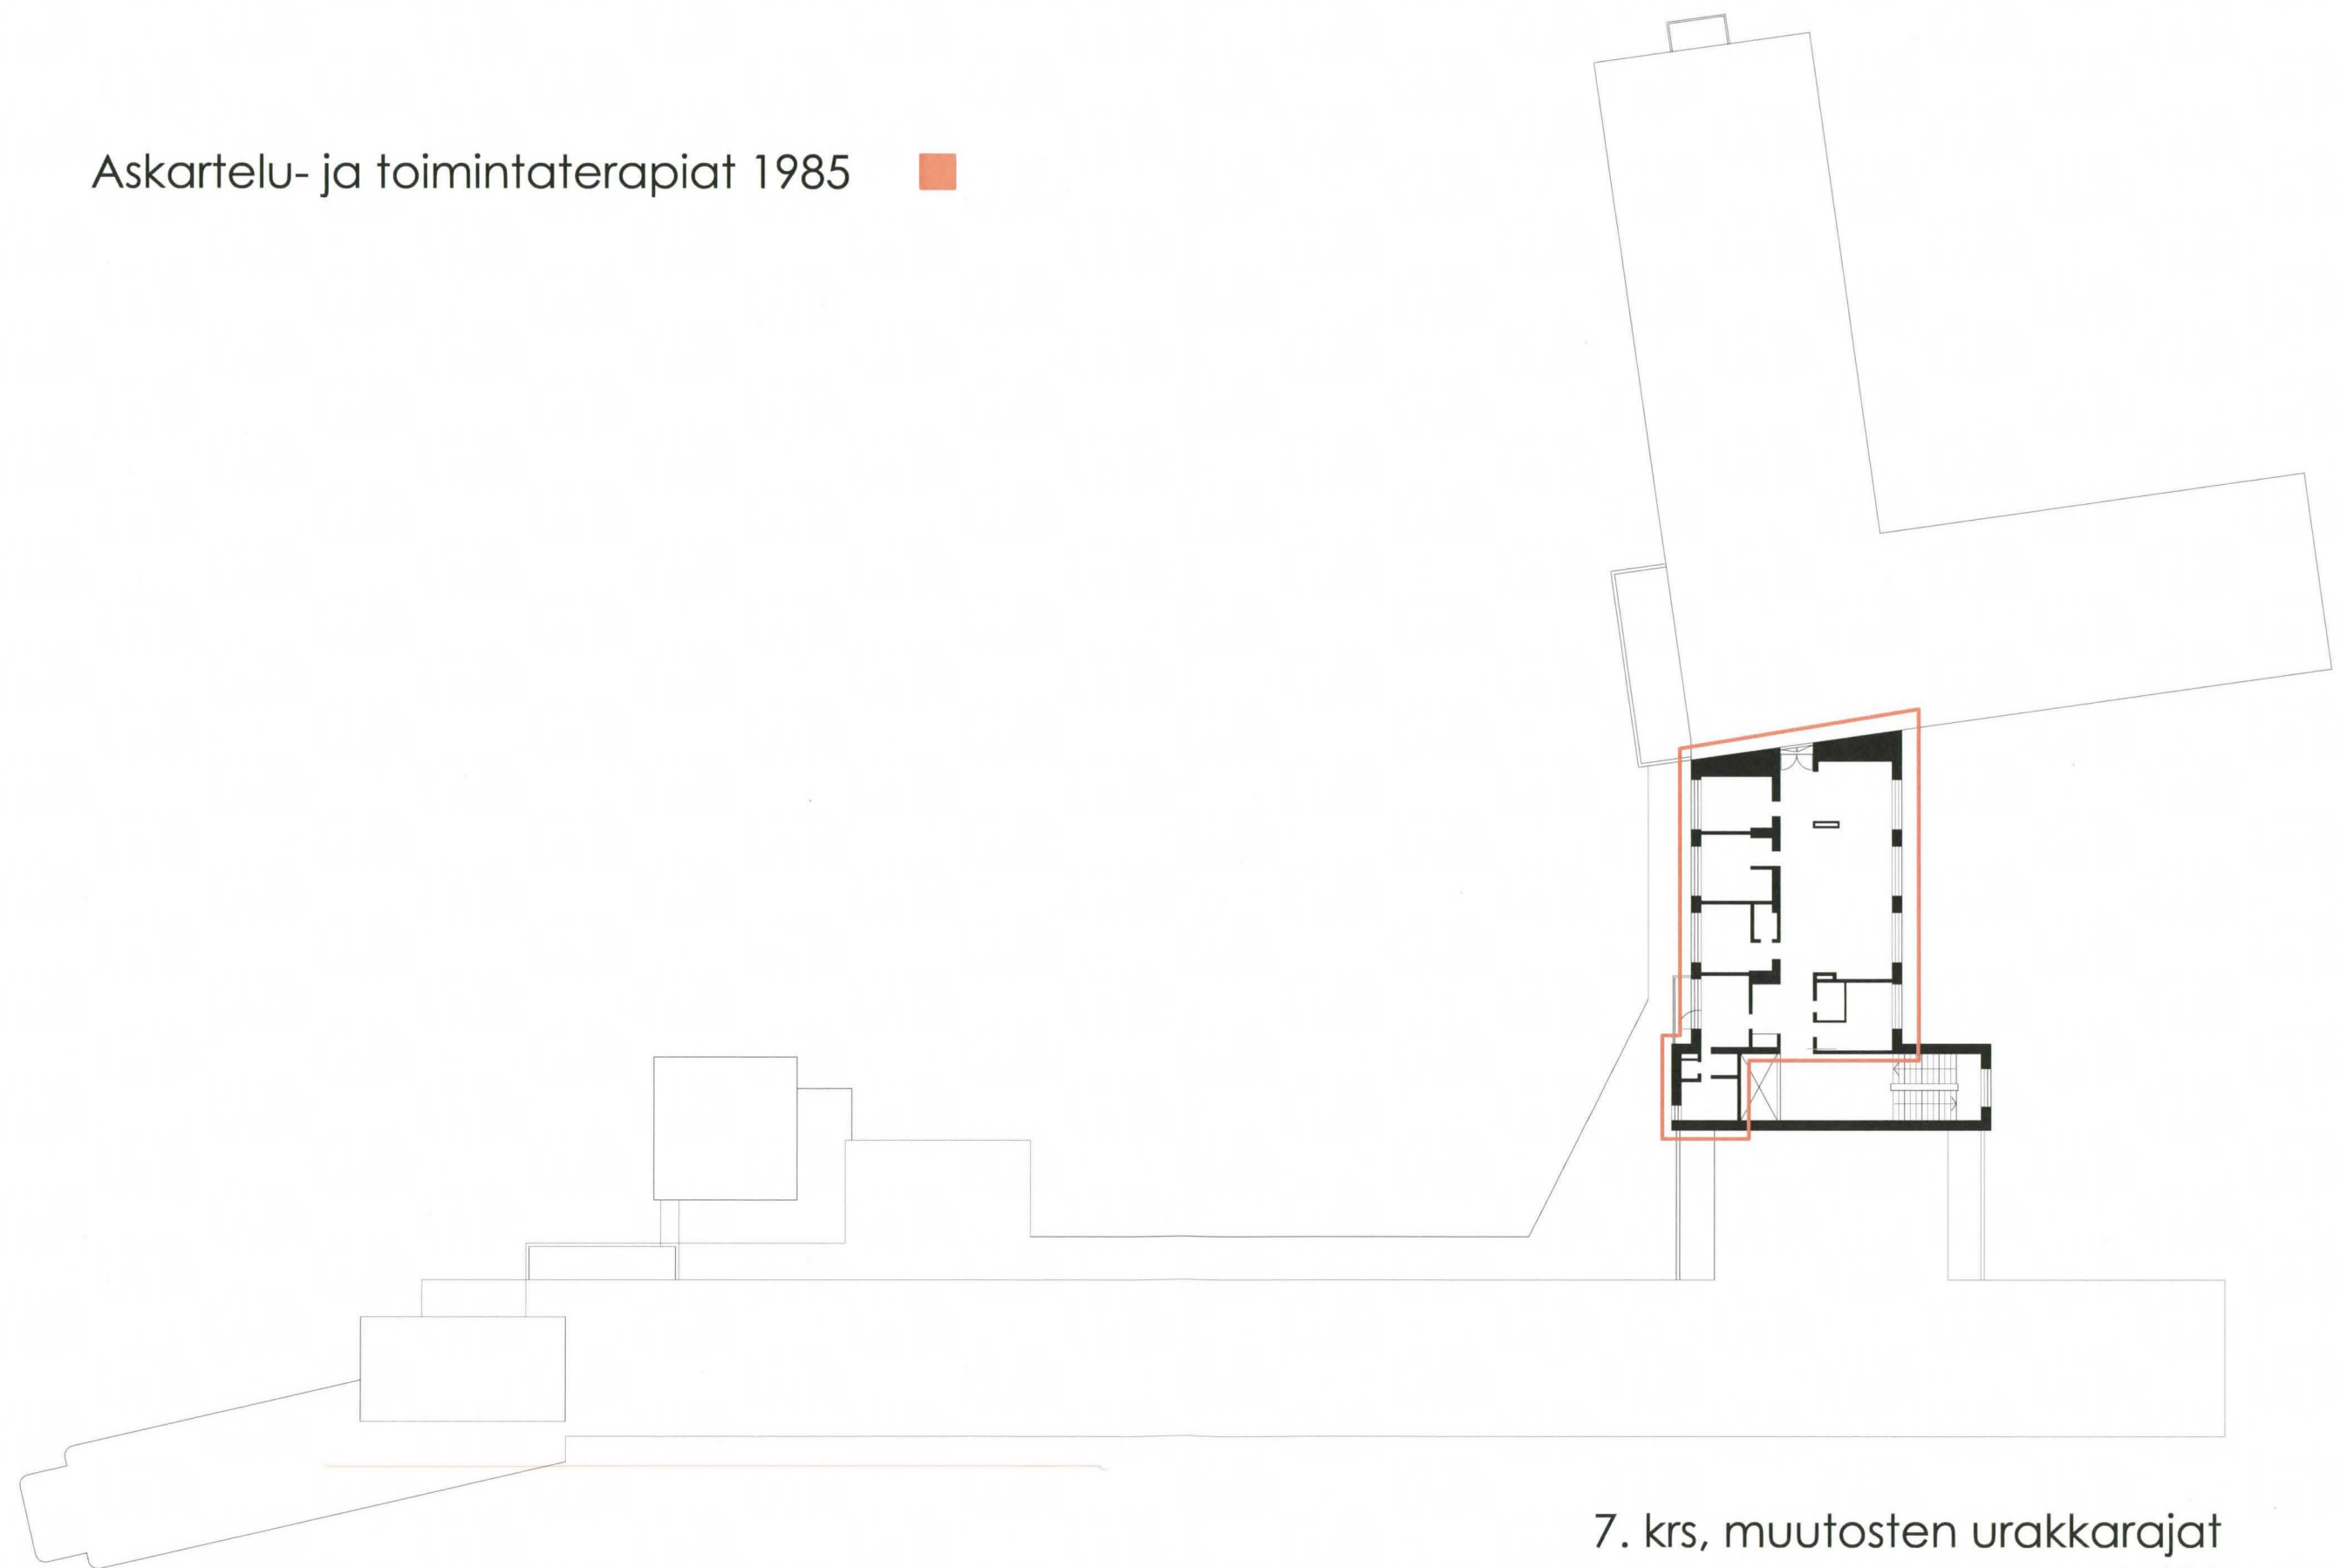 Askartelu- ja toimintaterapiat 1985
7. krs, muutosten urakkarajat